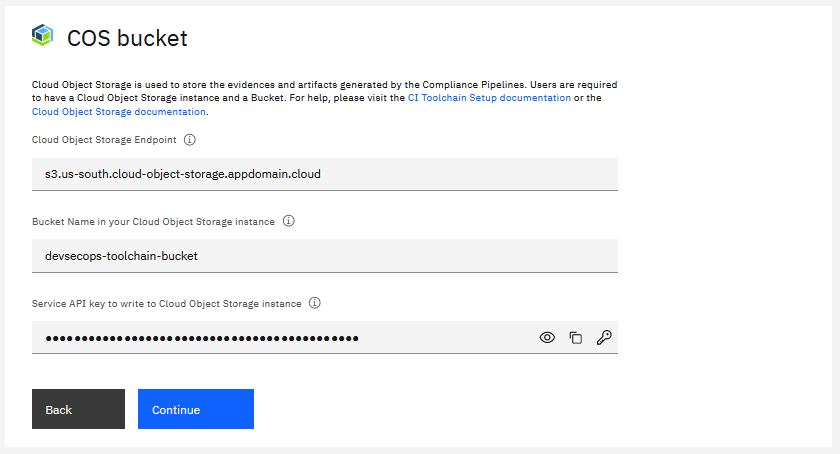 COS bucket
Cloud Object Storage is used to store the evidences and artifacts generated by the Compliance Pipelines. Users are required
to have a Cloud Object Storage instance and a Bucket. For help, please visit the CI Toolchain Setup documentation or the
Cloud Object Storage documentation.
Cloud Object Storage Endpoint
s3.us-south.cloud-object-storage.appdomain.cloud
Bucket Name in your Cloud Object Storage instance
devsecops-toolchain-bucket
Service API key to write to Cloud Object Storage instance
Back
Continue